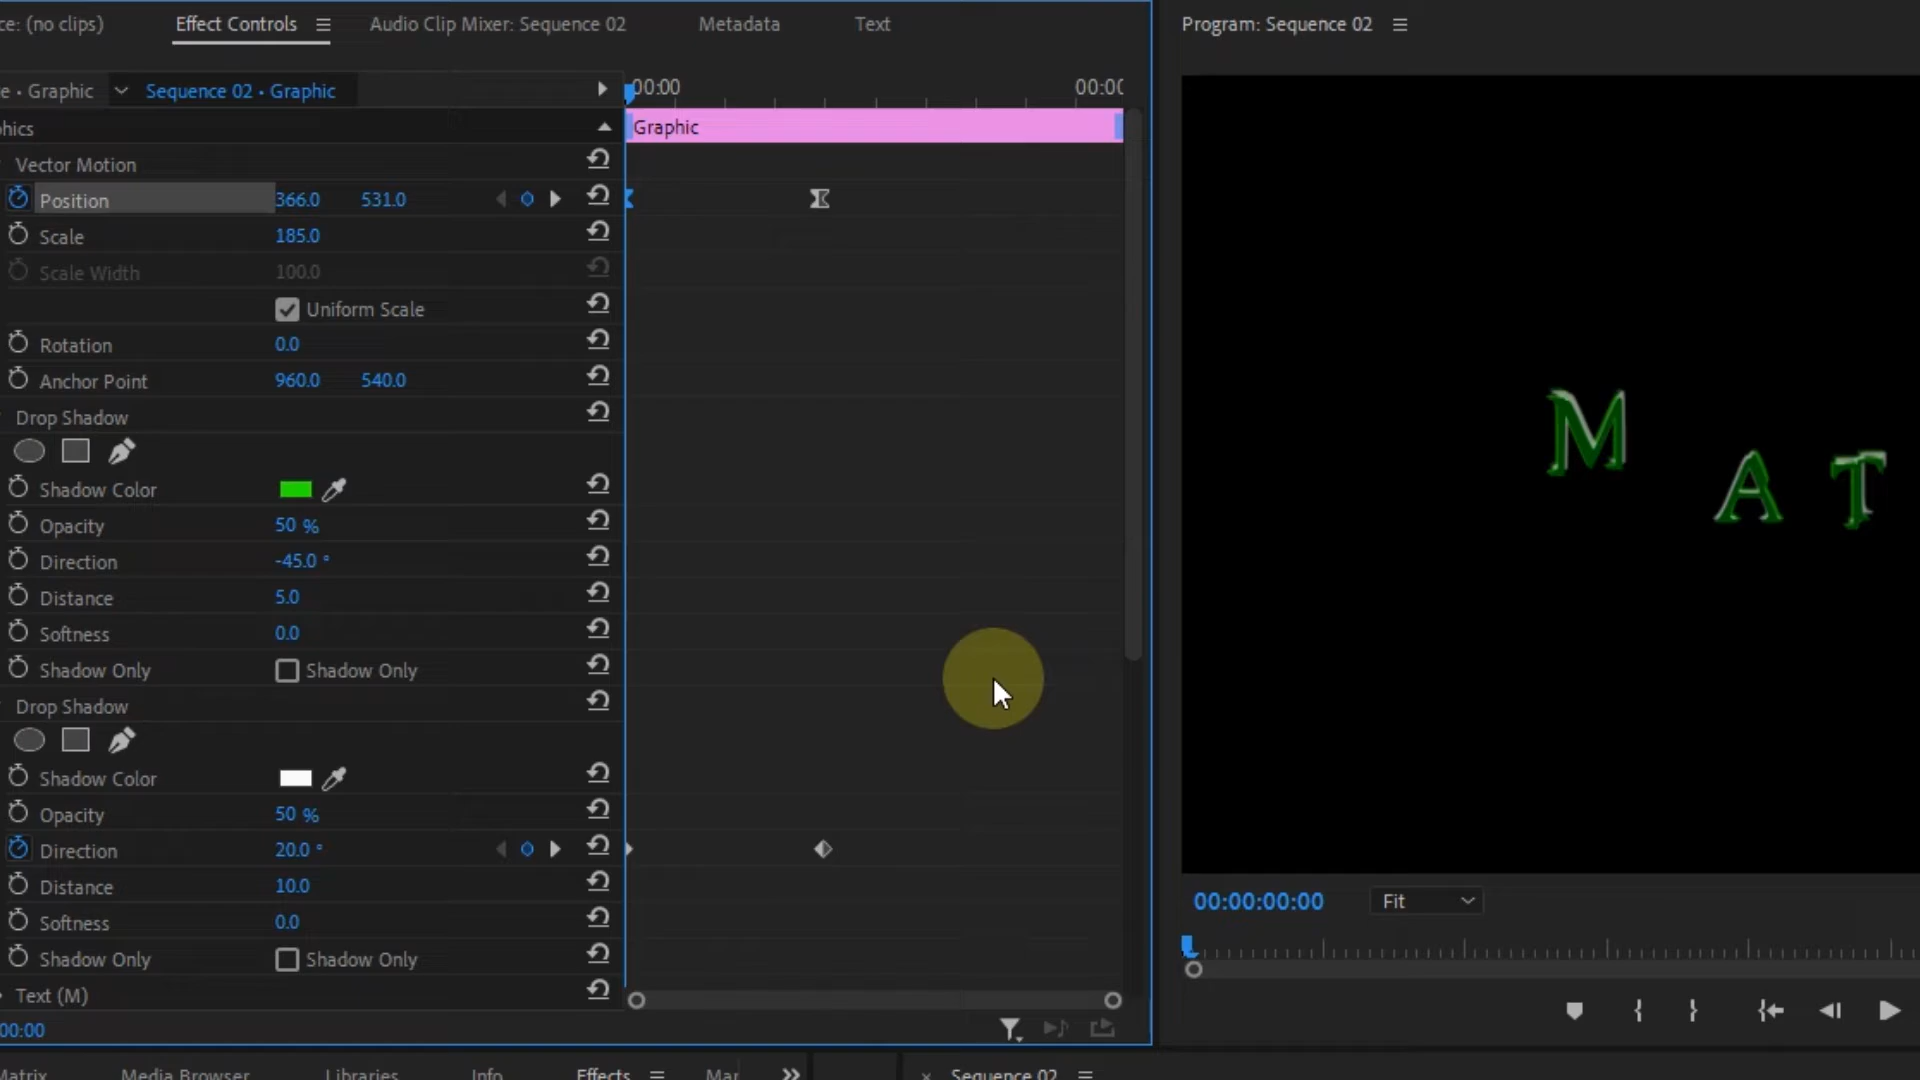 ce: (no clips) Effect Controls Audio Clip Mixer: Sequence 02 Metadata Text Program: Sequence 02
e • Graphic Sequence 02 • Graphic 00:00 00:00
hics Graphic
Vector Motion
Position 366.0 531.0
Scale 185.0
Scale Width 100.0
Uniform Scale
Rotation 0.0
Anchor Point 960.0 540.0
Drop Shadow
Shadow Color
Opacity 50 %
Direction -45.0 °
Distance 5.0
Softness 0.0
Shadow Only Shadow Only
Drop Shadow
Shadow Color
Opacity 50 %
Direction 20.0 °
Distance 10.0
Softness 0.0
Shadow Only Shadow Only
Text (M)
00:00
M A T
00:00:00:00 Fit
Matrix Media Browser Libraries Info Effects Mar Sequence 02